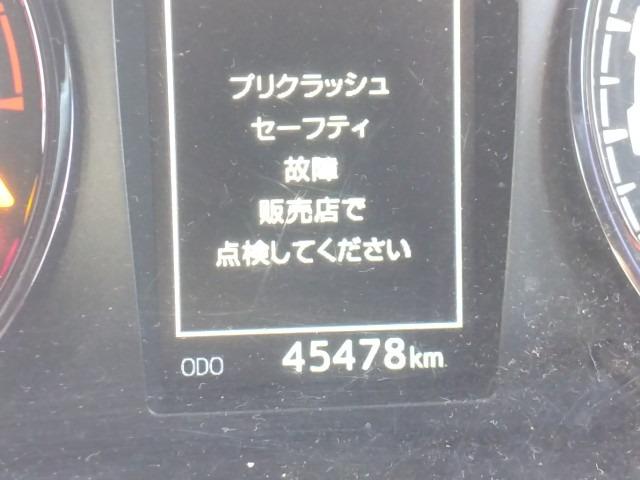 プリクラッシュ
セーフティ
故障
販売店で
点検してください
ODO 45478km